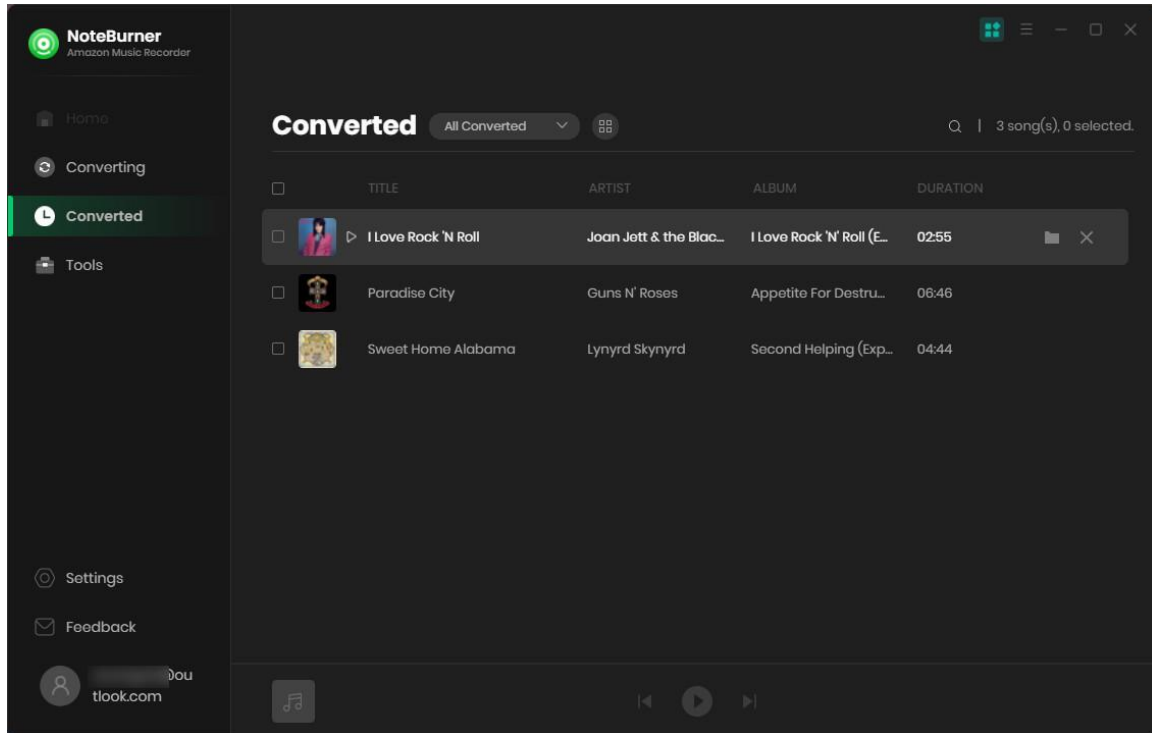 NoteBurner
Amazon Music Recorder
Home
Converting
Converted
Tools
Settings
Feedback
tlook.com
Converted All Converted 3 song(s), 0 selected.
TITLE ARTIST ALBUM DURATION
I Love Rock 'N Roll Joan Jett & the Blac... I Love Rock 'N' Roll (E... 02:55
Paradise City Guns N' Roses Appetite For Destru... 06:46
Sweet Home Alabama Lynyrd Skynyrd Second Helping (Exp... 04:44